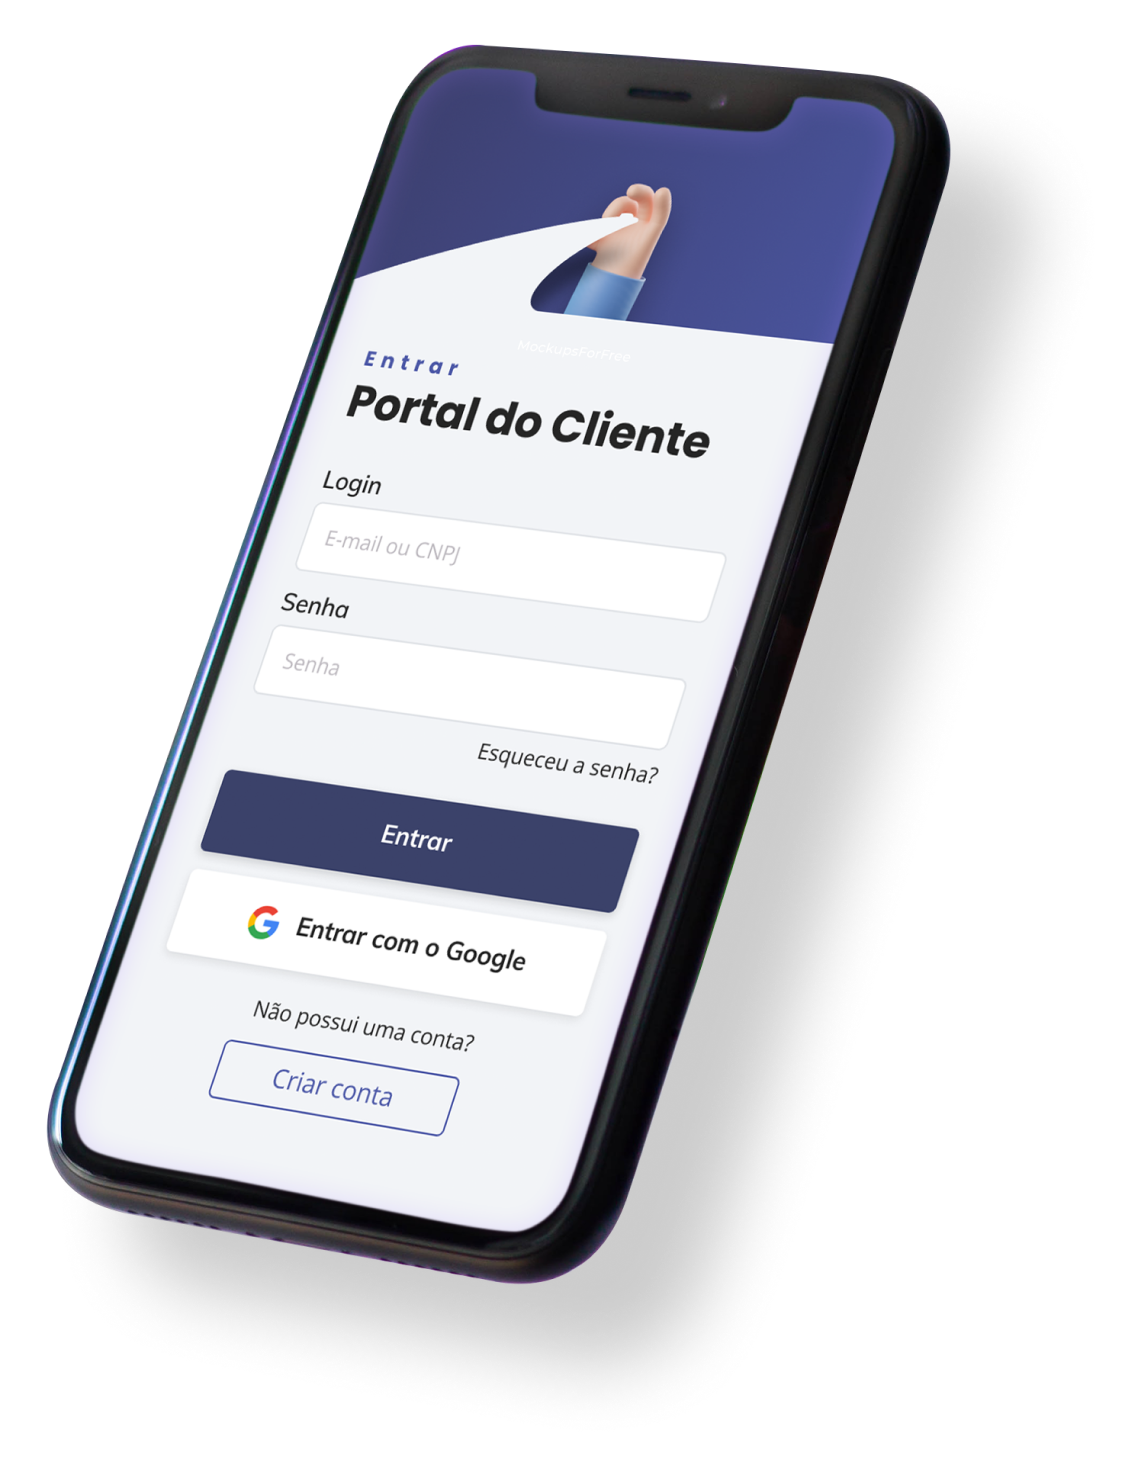 MockupsForFree
Entrar
Portal do Cliente
Login
E-mail ou CNPJ
Senha
Senha
Esqueceu a senha?
Entrar
Entrar com o Google
Não possui uma conta?
Criar conta